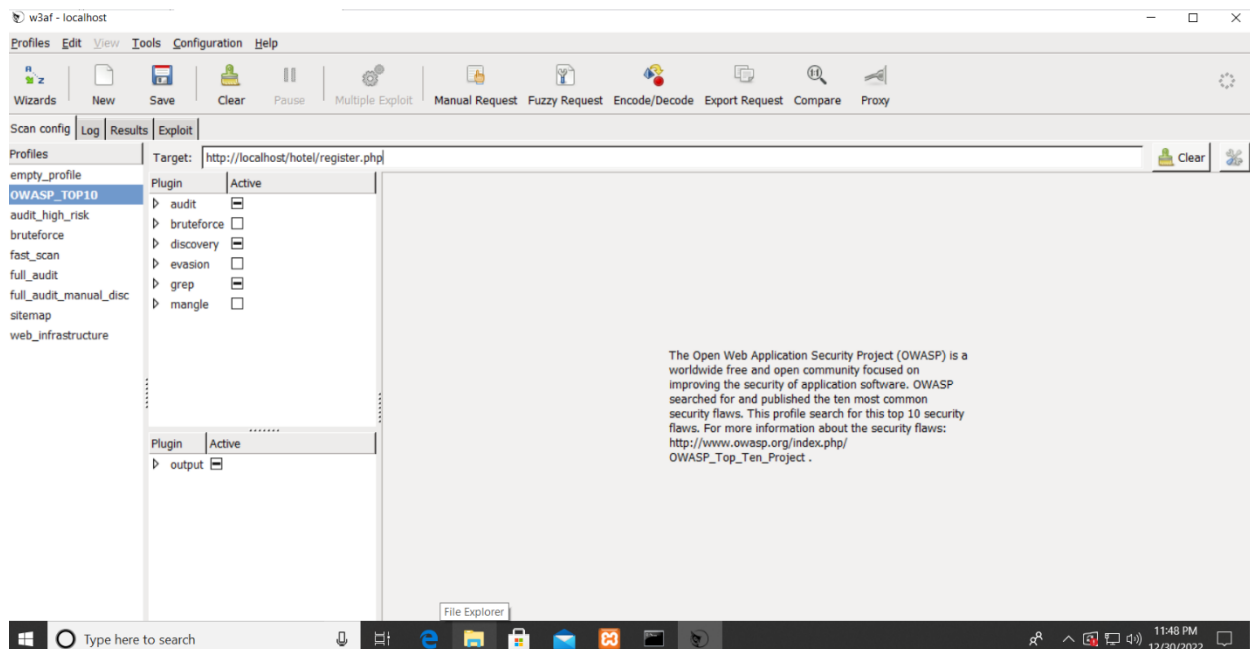 w3af - localhost
Profiles Edit View Tools Configuration Help
Wizards New Save Clear Pause Multiple Exploit Manual Request Fuzzy Request Encode/Decode Export Request Compare Proxy
Scan config Log Results Exploit
Profiles
empty_profile
OWASP_TOP10
audit_high_risk
bruteforce
fast_scan
full_audit
full_audit_manual_disc
sitemap
web_infrastructure
Target: http://localhost/hotel/register.php
Clear
Plugin Active
audit
bruteforce
discovery
evasion
grep
mangle
Plugin Active
output
The Open Web Application Security Project (OWASP) is a
worldwide free and open community focused on
improving the security of application software. OWASP
searched for and published the ten most common
security flaws. This profile search for this top 10 security
flaws. For more information about the security flaws:
http://www.owasp.org/index.php/
OWASP_Top_Ten_Project .
File Explorer
Type here to search
11:48 PM
12/30/2022